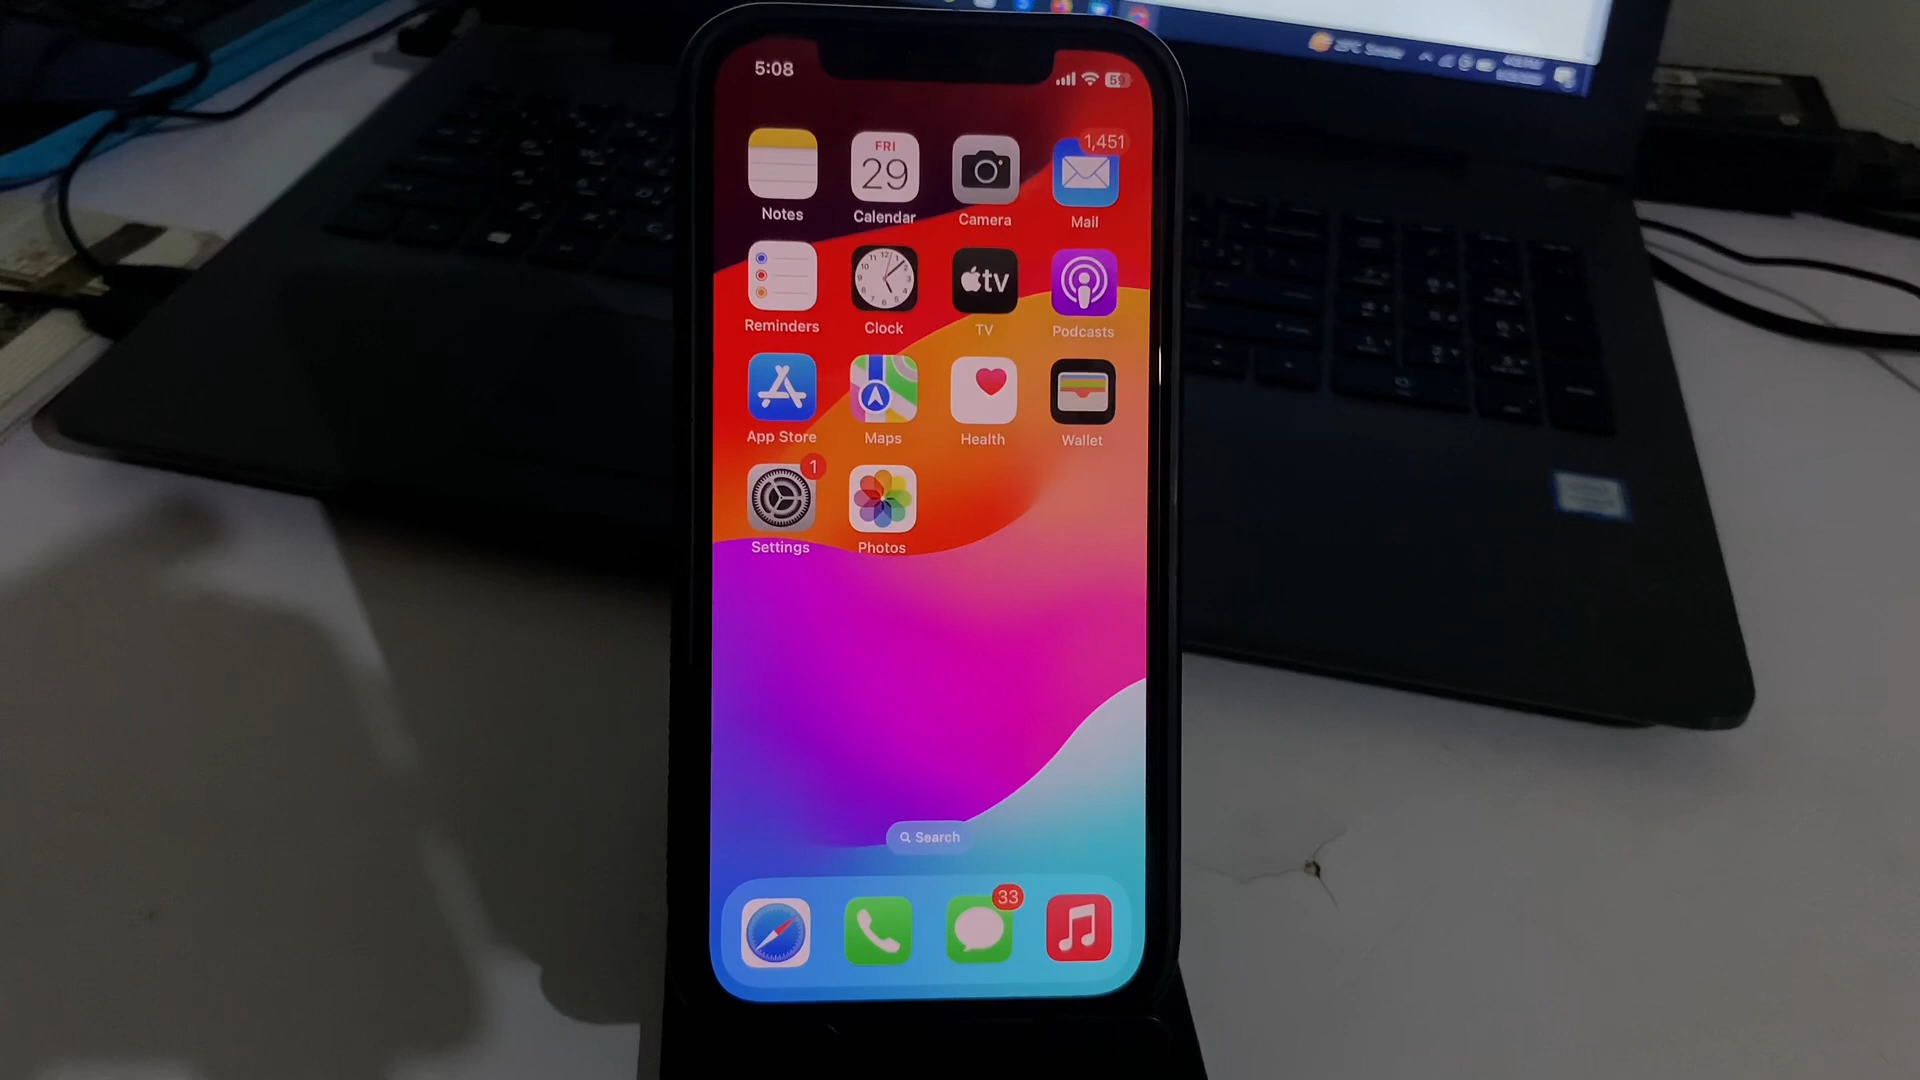 5:08
59
FRI
29
1,451
Notes
Calendar
Camera
Mail
tv
Reminders
Clock
TV
Podcasts
App Store
Maps
Health
Wallet
1
Settings
Photos
Search
33